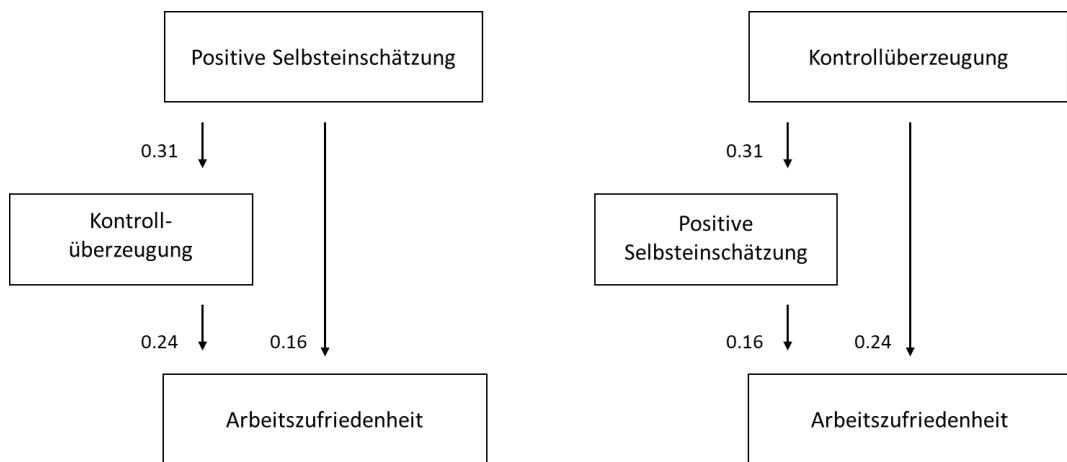 Positive Selbsteinschätzung
0.31
Kontroll-
überzeugung
0.24
0.16
Arbeitszufriedenheit
Kontrollüberzeugung
0.31
Positive
Selbsteinschätzung
0.16
0.24
Arbeitszufriedenheit